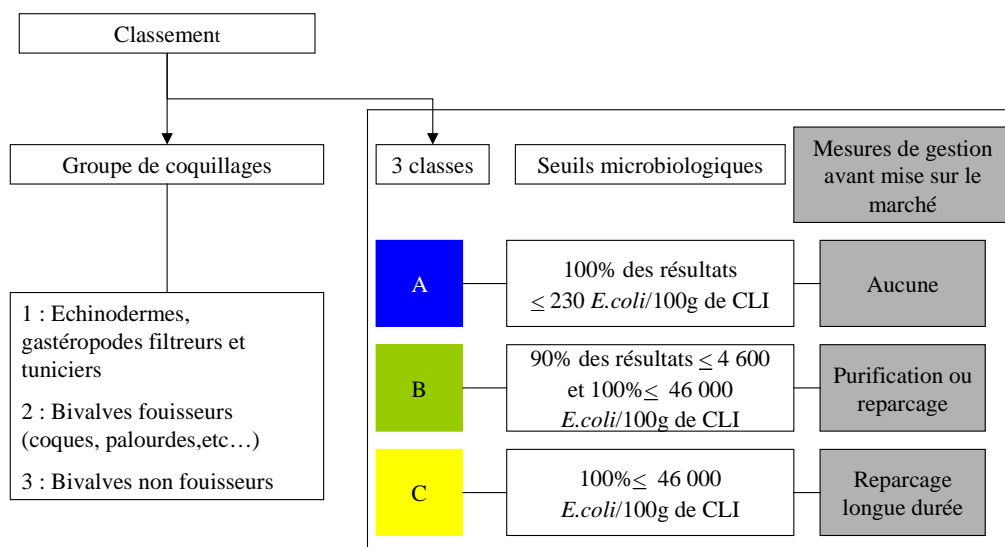 Classement
Groupe de coquillages
3 classes
Seuils microbiologiques
Mesures de gestion
avant mise sur le
marché
1 : Echinodermes,
gastéropodes filtreurs et
tuniciers
2 : Bivalves fouisseurs
(coques, palourdes,etc…)
3 : Bivalves non fouisseurs
A
100% des résultats
≤ 230 E.coli/100g de CLI
Aucune
B
90% des résultats ≤ 4 600
et 100%≤ 46 000
E.coli/100g de CLI
Purification ou
reparcage
C
100%≤ 46 000
E.coli/100g de CLI
Reparcage
longue durée